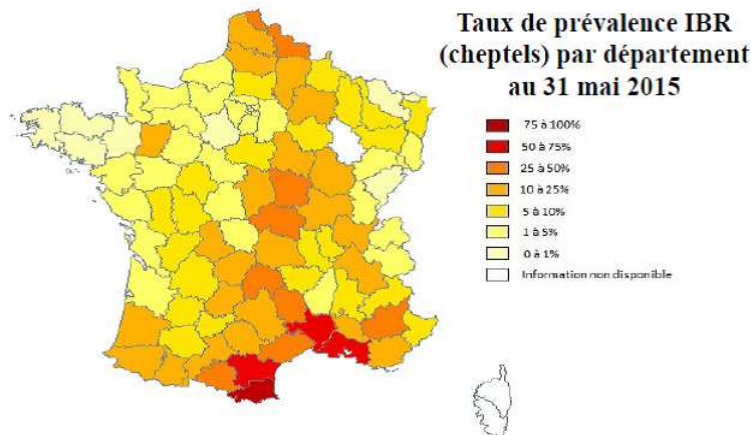 Taux de prévalence IBR
(cheptels) par département
au 31 mai 2015
75 à 100%
50 à 75%
25 à 50%
10 à 25%
5 à 10%
1 à 5%
0 à 1%
Information non disponible